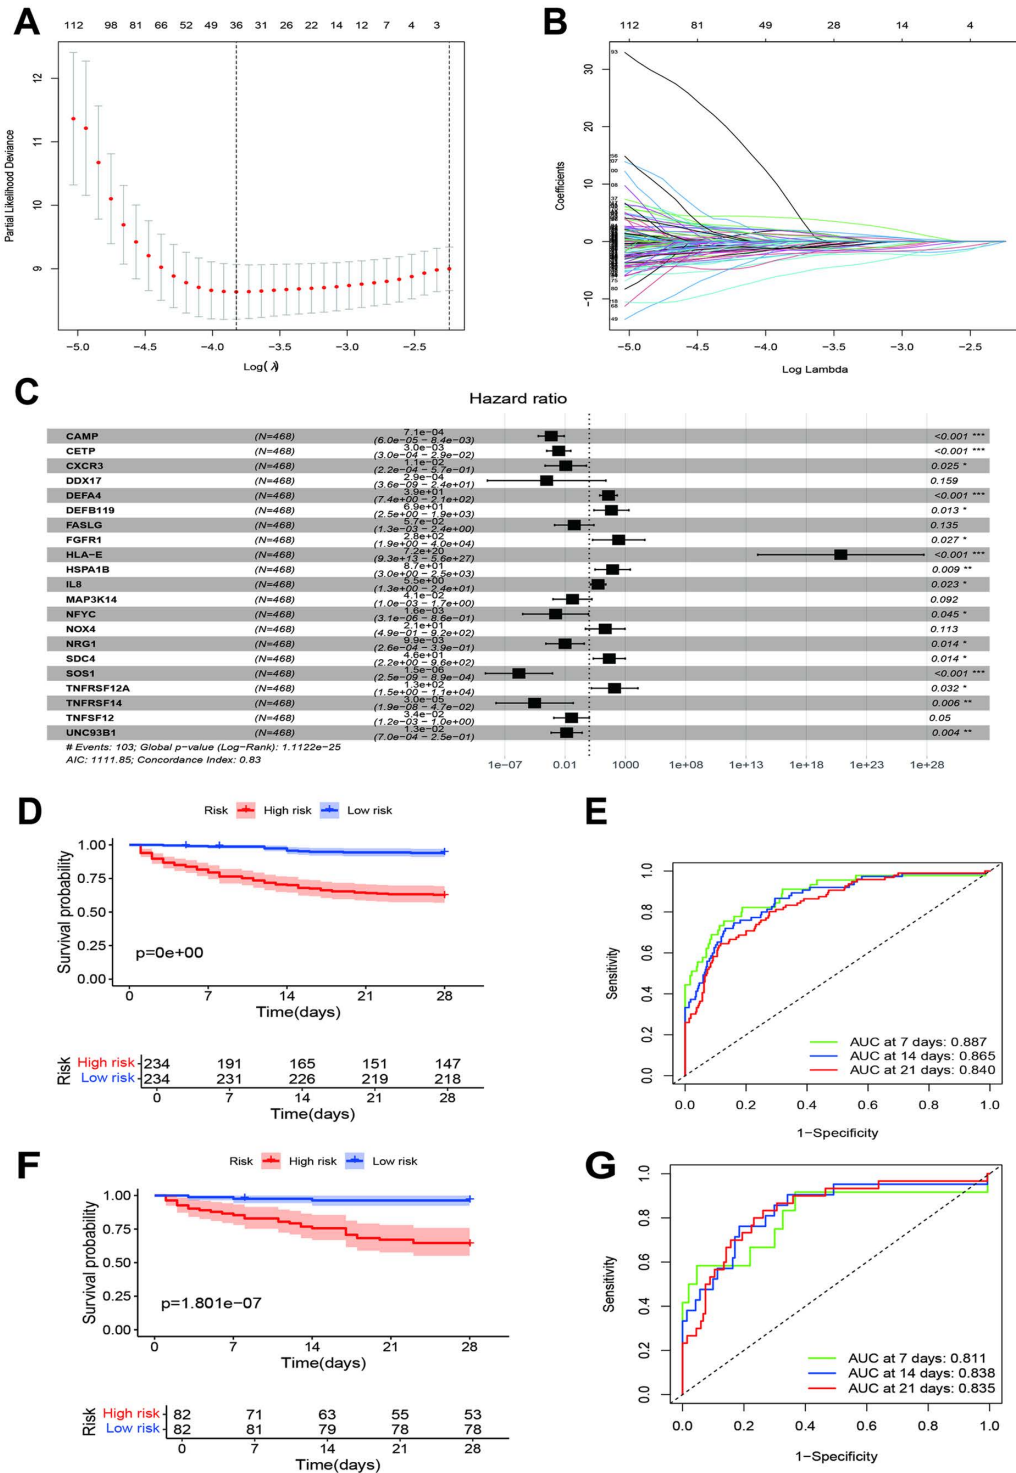 A
112 98 81 66 52 49 36 31 26 22 14 12 7 4 3
Partial Likelihood Deviance
12
11
10
9
−5.0 −4.5 −4.0 −3.5 −3.0 −2.5
Log(λ)
B
112 81 49 28 14 4
Coefficients
30
20
10
0
−10
−5.0 −4.5 −4.0 −3.5 −3.0 −2.5
Log Lambda
C
Hazard ratio
CAMP (N=468) 7.1e−04 (6.0e−05 − 8.4e−03) <0.001 ***
CETP (N=468) 3.0e−03 (3.0e−04 − 2.9e−02) <0.001 ***
CXCR3 (N=468) 1.1e−02 (2.2e−04 − 5.7e−01) 0.025 *
DDX17 (N=468) 2.9e−04 (3.6e−09 − 2.4e+01) 0.159
DEFA4 (N=468) 3.9e+01 (7.4e+00 − 2.1e+02) <0.001 ***
DEFB119 (N=468) 6.9e+01 (2.5e+00 − 1.9e+03) 0.013 *
FASLG (N=468) 5.7e−02 (1.3e−03 − 2.4e+00) 0.135
FGFR1 (N=468) 2.8e+02 (1.9e+00 − 4.0e+04) 0.027 *
HLA−E (N=468) 7.2e+20 (9.3e+13 − 5.6e+27) <0.001 ***
HSPA1B (N=468) 8.7e+01 (3.0e+00 − 2.5e+03) 0.009 **
IL8 (N=468) 5.5e+00 (1.3e+00 − 2.4e+01) 0.023 *
MAP3K14 (N=468) 4.1e−02 (1.0e−03 − 1.7e+00) 0.092
NFYC (N=468) 1.6e−03 (3.1e−06 − 8.6e−01) 0.045 *
NOX4 (N=468) 2.1e+01 (4.9e−01 − 9.2e+02) 0.113
NRG1 (N=468) 9.9e−03 (2.6e−04 − 3.9e−01) 0.014 *
SDC4 (N=468) 4.6e+01 (2.2e+00 − 9.6e+02) 0.014 *
SOS1 (N=468) 1.5e−06 (2.5e−09 − 8.9e−04) <0.001 ***
TNFRSF12A (N=468) 1.3e+02 (1.5e+00 − 1.1e+04) 0.032 *
TNFRSF14 (N=468) 3.0e−05 (1.9e−08 − 4.7e−02) 0.006 **
TNFSF12 (N=468) 3.4e−02 (1.2e−03 − 1.0e+00) 0.05
UNC93B1 (N=468) 1.3e−02 (7.0e−04 − 2.5e−01) 0.004 **
# Events: 103; Global p−value (Log−Rank): 1.1122e−25
AIC: 1111.85; Concordance Index: 0.83
1e−07 0.01 1000 1e+08 1e+13 1e+18 1e+23 1e+28
D
Risk High risk Low risk
Survival probability
1.00
0.75
0.50
0.25
0.00
p=0e+00
0 7 14 21 28
Time(days)
Risk
High risk 234 191 165 151 147
Low risk 234 231 226 219 218
0 7 14 21 28
Time(days)
E
Sensitivity
1.0
0.8
0.6
0.4
0.2
0.0
AUC at 7 days: 0.887
AUC at 14 days: 0.865
AUC at 21 days: 0.840
0.0 0.2 0.4 0.6 0.8 1.0
1−Specificity
F
Risk High risk Low risk
Survival probability
1.00
0.75
0.50
0.25
0.00
p=1.801e−07
0 7 14 21 28
Time(days)
Risk
High risk 82 71 63 55 53
Low risk 82 81 79 78 78
0 7 14 21 28
Time(days)
G
Sensitivity
1.0
0.8
0.6
0.4
0.2
0.0
AUC at 7 days: 0.811
AUC at 14 days: 0.838
AUC at 21 days: 0.835
0.0 0.2 0.4 0.6 0.8 1.0
1−Specificity